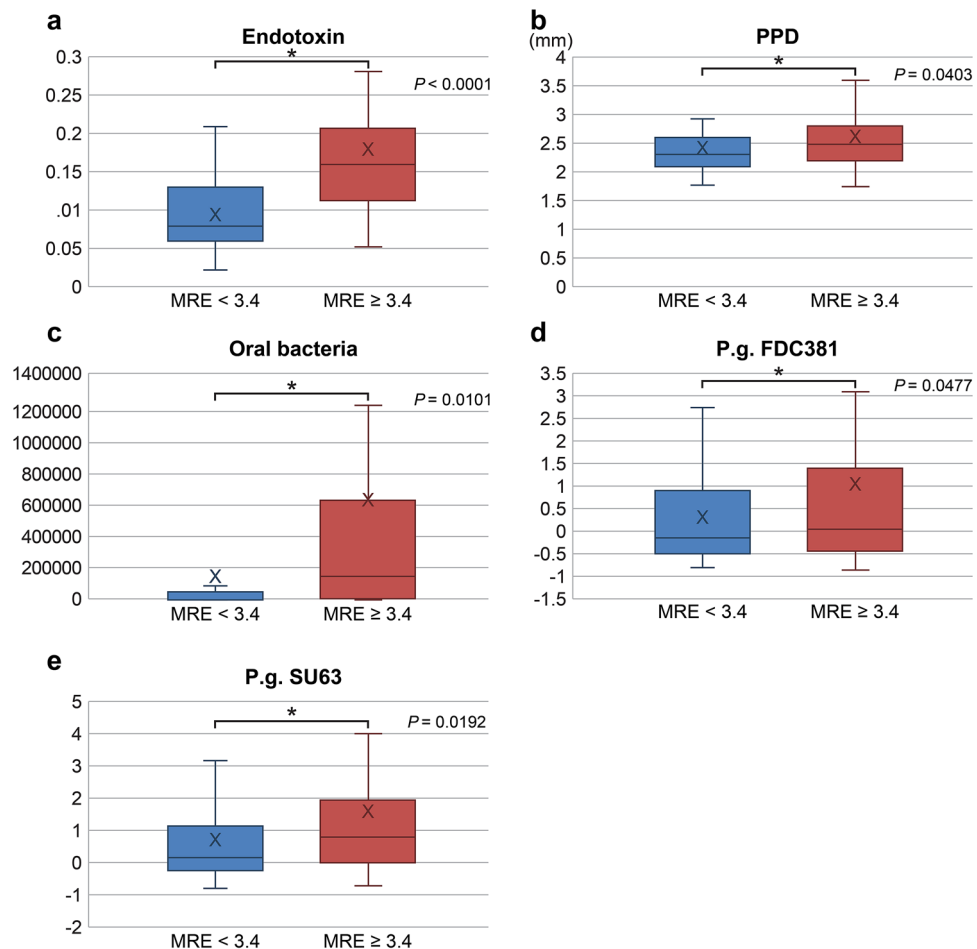 a
Endotoxin
0.3
0.25
0.2
0.15
.01
0.05
0
*
P < 0.0001
MRE < 3.4
MRE ≥ 3.4
b
(mm)
PPD
4
3.5
3
2.5
2
1.5
1
0.5
0
*
P = 0.0403
MRE < 3.4
MRE ≥ 3.4
c
Oral bacteria
1400000
1200000
1000000
800000
600000
400000
200000
0
*
P = 0.0101
MRE < 3.4
MRE ≥ 3.4
d
P.g. FDC381
3.5
3
2.5
2
1.5
1
0.5
0
-0.5
-1
-1.5
*
P = 0.0477
MRE < 3.4
MRE ≥ 3.4
e
P.g. SU63
5
4
3
2
1
0
-1
-2
*
P = 0.0192
MRE < 3.4
MRE ≥ 3.4